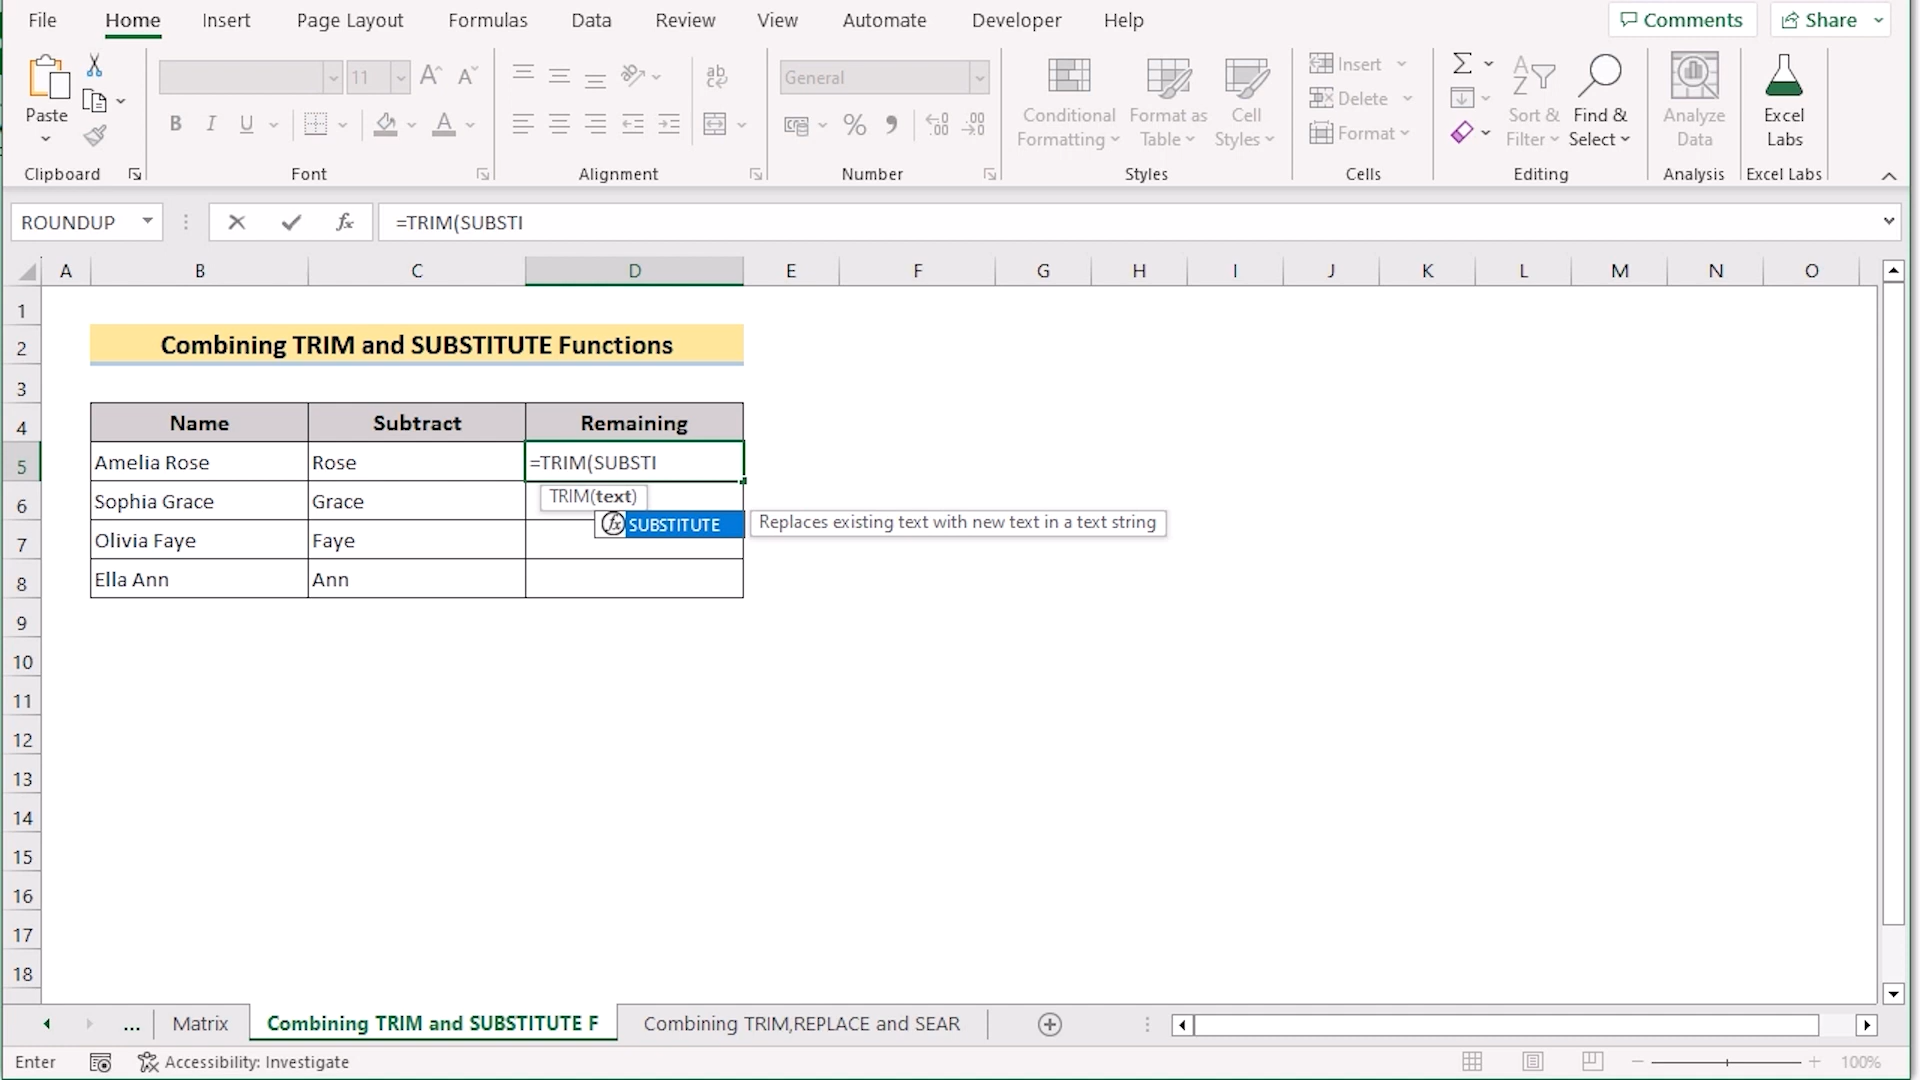 File Home Insert Page Layout Formulas Data Review View Automate Developer Help Comments Share
Paste
Clipboard
11
B I U A
Font
ab
Alignment
General
% 9 .00
Number
Conditional Formatting
Format as Table
Cell Styles
Styles
Insert
Delete
Format
Cells
Sort & Filter
Find & Select
Editing
Analyze Data
Analysis
Excel Labs
Excel Labs
ROUNDUP fx =TRIM(SUBSTI
A B C D E F G H I J K L M N O
1
2 Combining TRIM and SUBSTITUTE Functions
3
4 Name Subtract Remaining
5 Amelia Rose Rose =TRIM(SUBSTI
TRIM(text)
6 Sophia Grace Grace
SUBSTITUTE Replaces existing text with new text in a text string
7 Olivia Faye Faye
8 Ella Ann Ann
9
10
11
12
13
14
15
16
17
18
... Matrix Combining TRIM and SUBSTITUTE F Combining TRIM,REPLACE and SEAR
Enter Accessibility: Investigate 100%